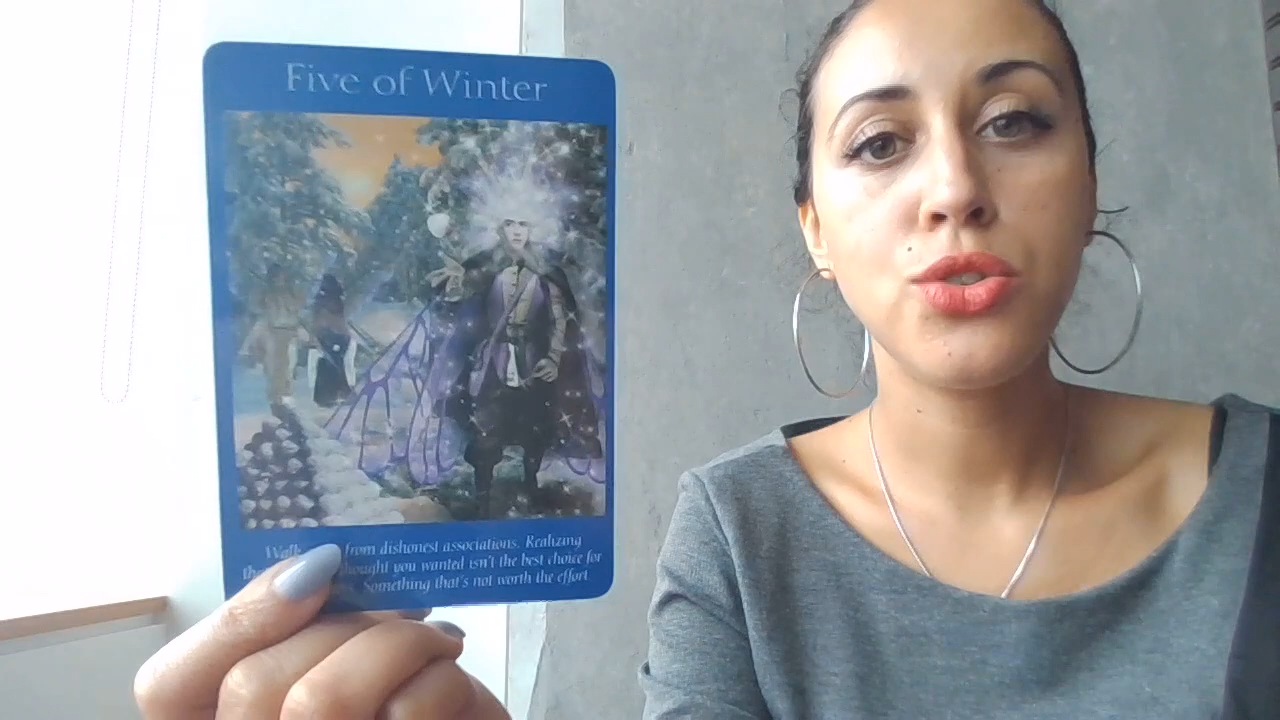 Five of Winter
Walk from dishonest associations. Realizing
thought you wanted isn't the best choice for
Something that's not worth the effort.